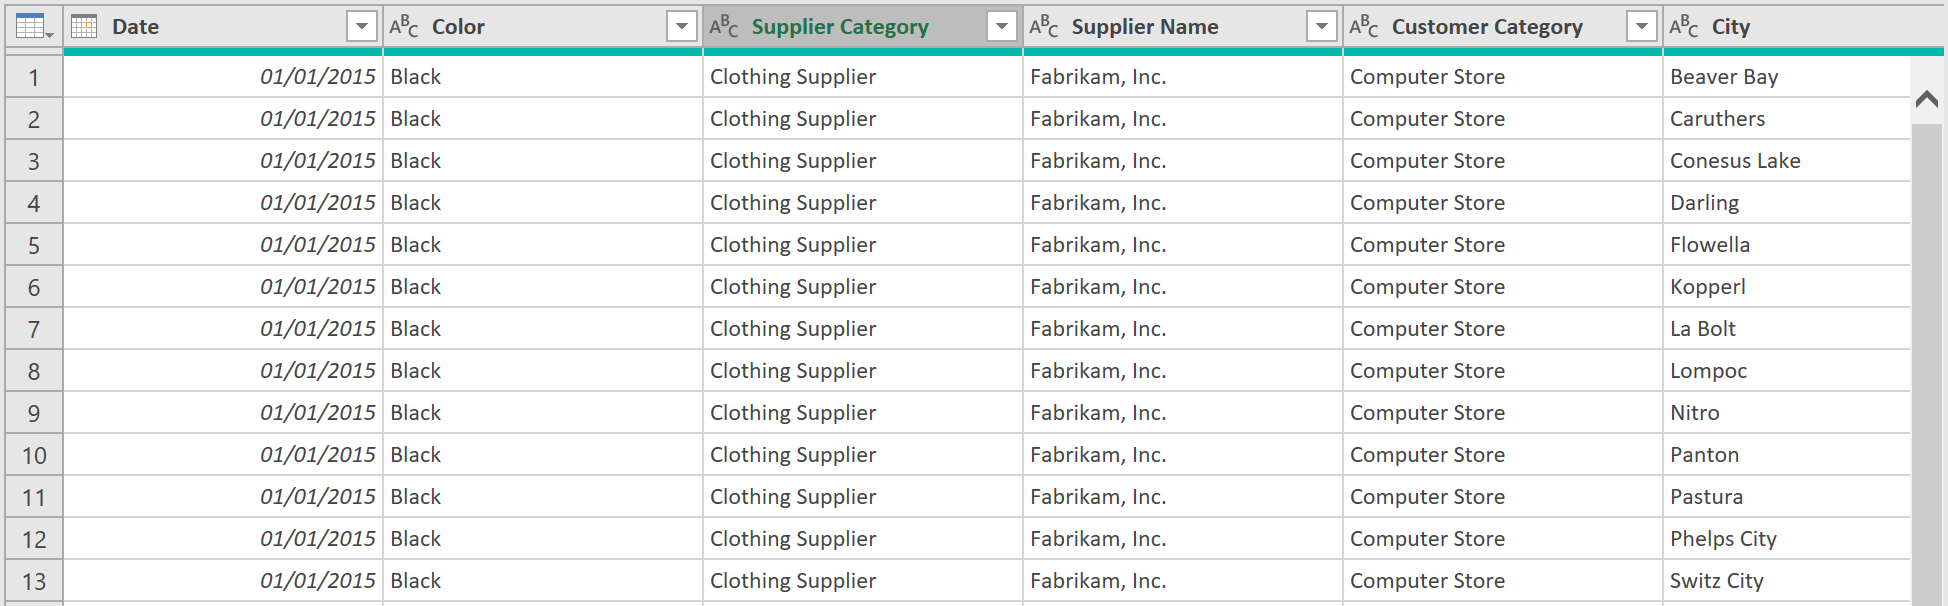 Date ABC Color ABC Supplier Category ABC Supplier Name ABC Customer Category ABC City
1 01/01/2015 Black Clothing Supplier Fabrikam, Inc. Computer Store Beaver Bay
2 01/01/2015 Black Clothing Supplier Fabrikam, Inc. Computer Store Caruthers
3 01/01/2015 Black Clothing Supplier Fabrikam, Inc. Computer Store Conesus Lake
4 01/01/2015 Black Clothing Supplier Fabrikam, Inc. Computer Store Darling
5 01/01/2015 Black Clothing Supplier Fabrikam, Inc. Computer Store Flowella
6 01/01/2015 Black Clothing Supplier Fabrikam, Inc. Computer Store Kopperl
7 01/01/2015 Black Clothing Supplier Fabrikam, Inc. Computer Store La Bolt
8 01/01/2015 Black Clothing Supplier Fabrikam, Inc. Computer Store Lompoc
9 01/01/2015 Black Clothing Supplier Fabrikam, Inc. Computer Store Nitro
10 01/01/2015 Black Clothing Supplier Fabrikam, Inc. Computer Store Panton
11 01/01/2015 Black Clothing Supplier Fabrikam, Inc. Computer Store Pastura
12 01/01/2015 Black Clothing Supplier Fabrikam, Inc. Computer Store Phelps City
13 01/01/2015 Black Clothing Supplier Fabrikam, Inc. Computer Store Switz City